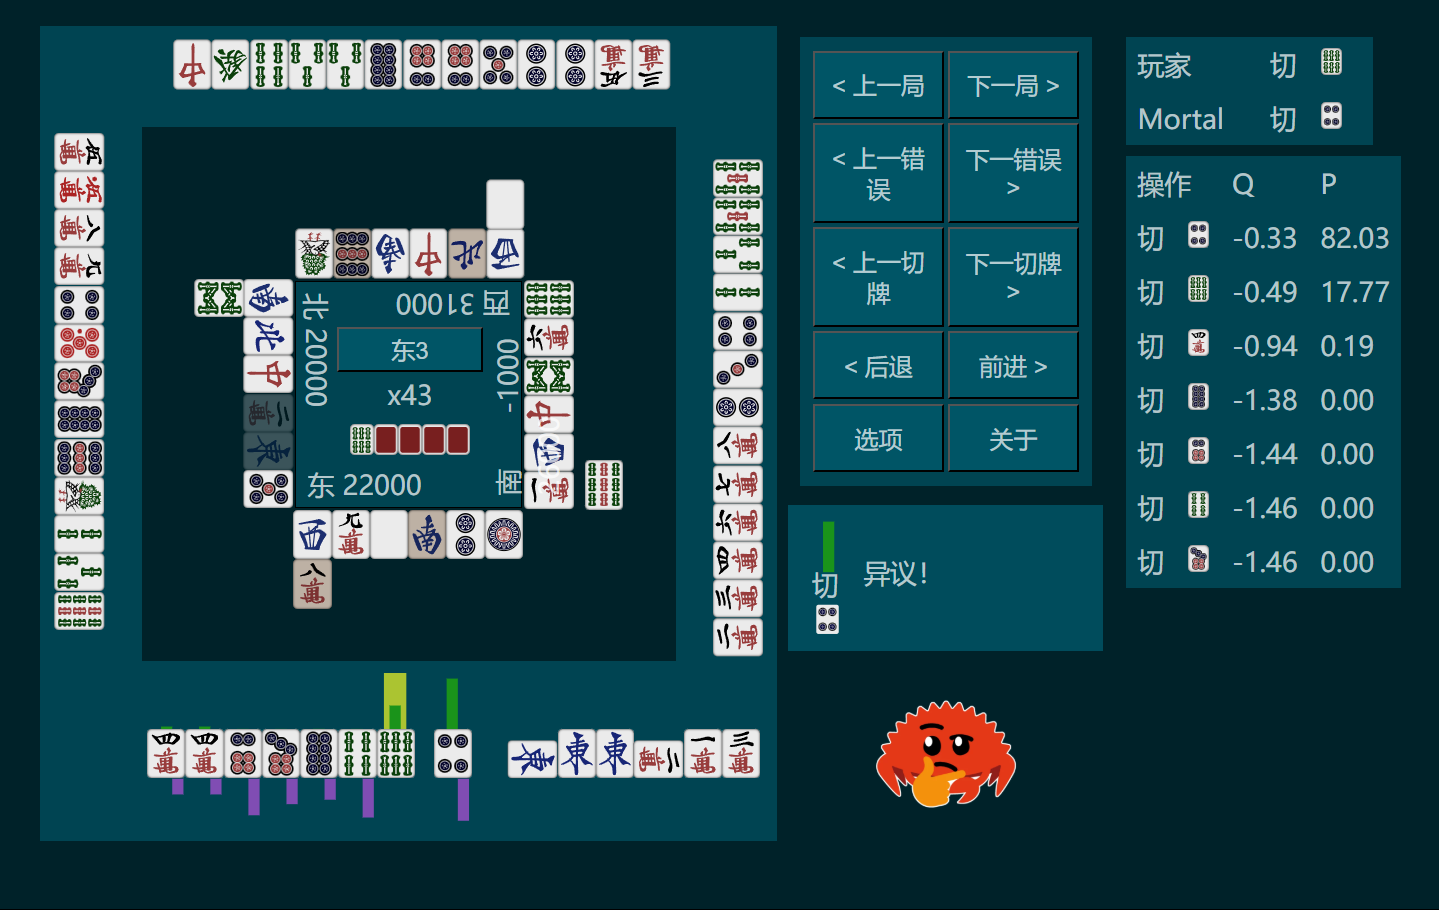 < 上一局
下一局 >
< 上一错误
下一错误 >
< 上一切牌
下一切牌 >
< 后退
前进 >
选项
关于
玩家 切
Mortal 切
操作 Q P
切 -0.33 82.03
切 -0.49 17.77
切 -0.94 0.19
切 -1.38 0.00
切 -1.44 0.00
切 -1.46 0.00
切 -1.46 0.00
西 31000
北 20000
东3
x43
南 -1000
东 22000
切
异议!